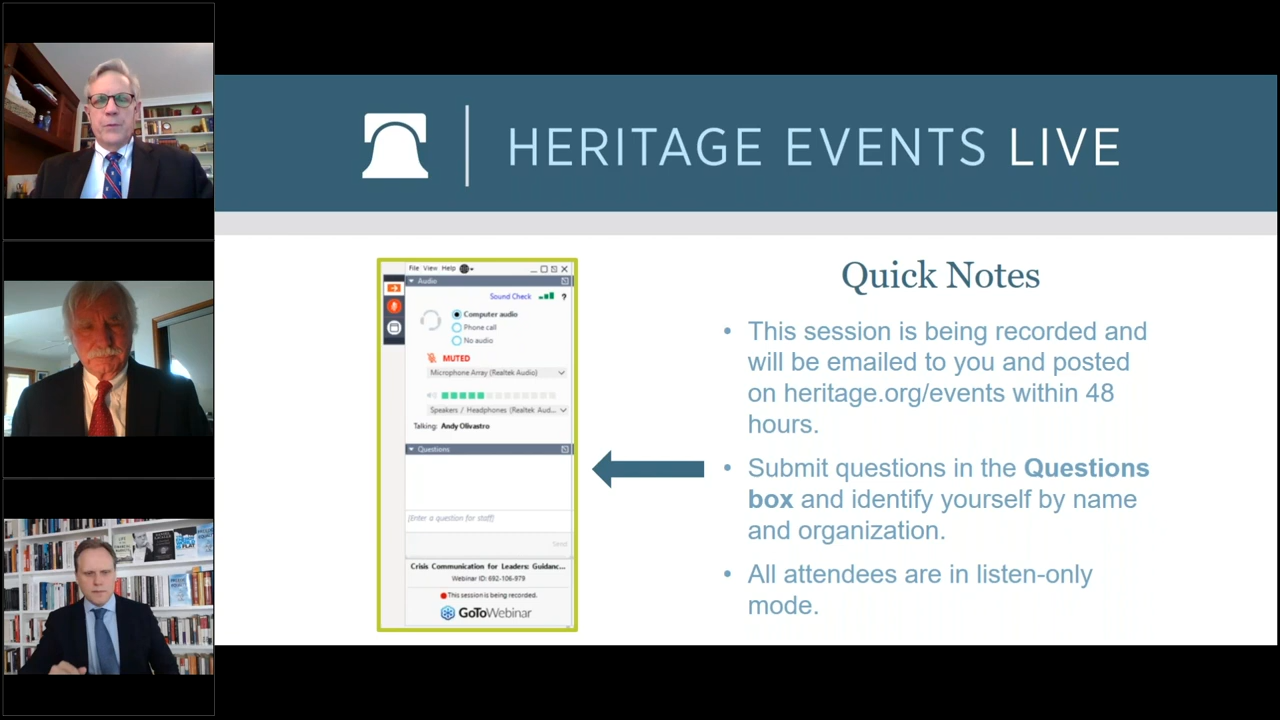 HERITAGE EVENTS LIVE
File View Help
Audio
Sound Check
?
Computer audio
Phone call
No audio
MUTED
Microphone Array (Realtek Audio)
Speakers / Headphones (Realtek Aud...
Talking: Andy Olivastro
Questions
[Enter a question for staff]
Send
Crisis Communication for Leaders: Guidanc...
Webinar ID: 692-106-979
This session is being recorded.
GoToWebinar
Quick Notes
• This session is being recorded and
will be emailed to you and posted
on heritage.org/events within 48
hours.
• Submit questions in the Questions
box and identify yourself by name
and organization.
• All attendees are in listen-only
mode.